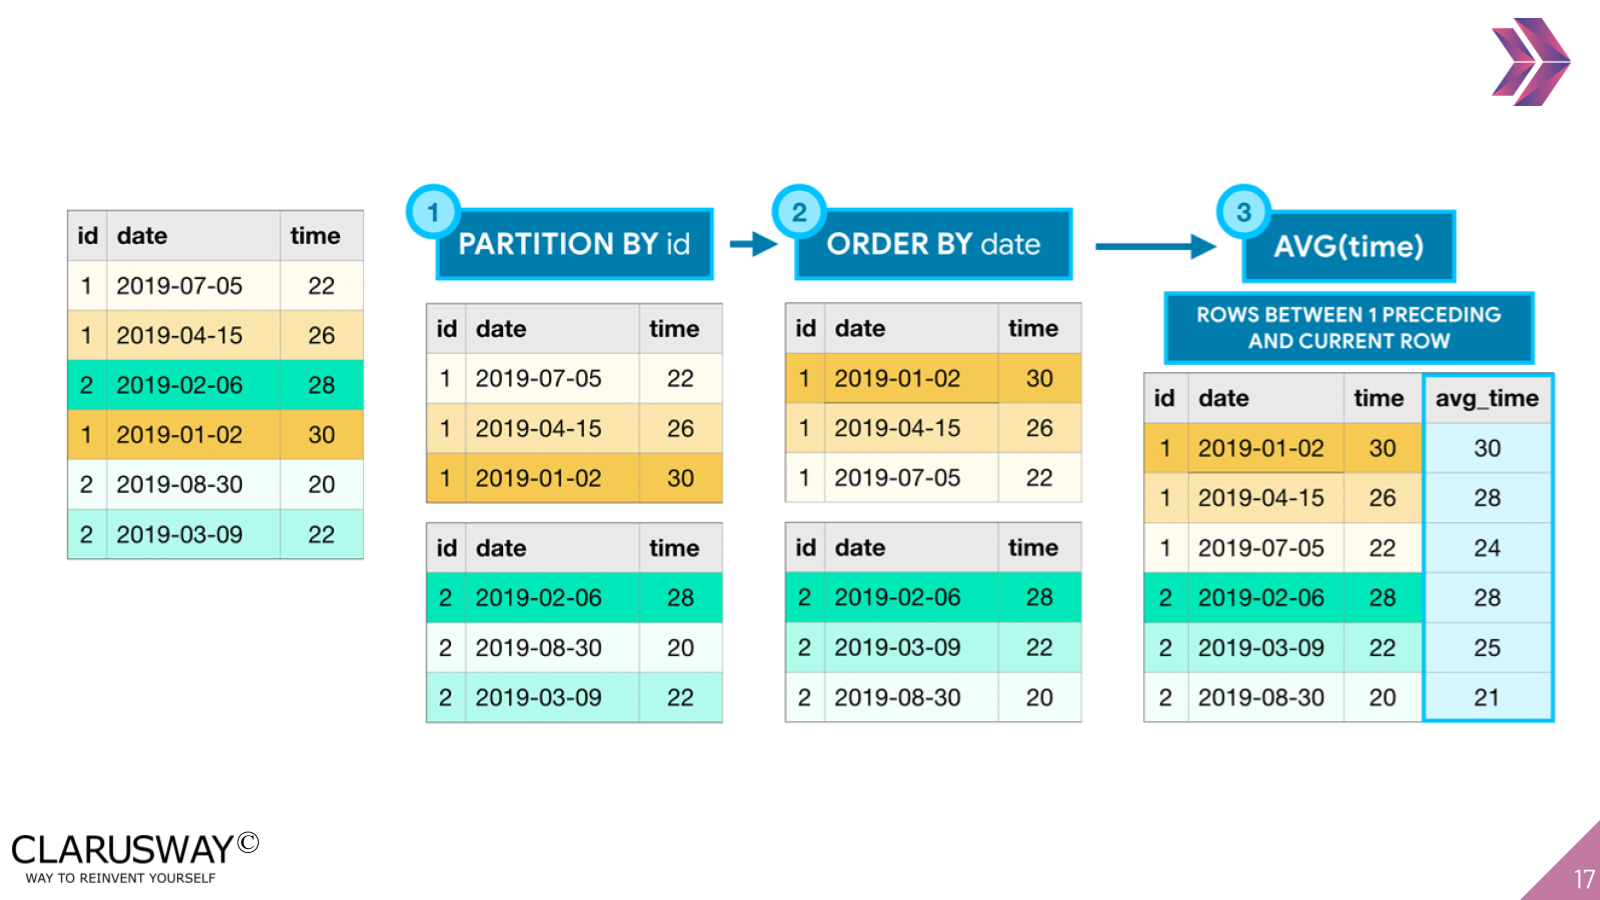 id date time
1 2019-07-05 22
1 2019-04-15 26
2 2019-02-06 28
1 2019-01-02 30
2 2019-08-30 20
2 2019-03-09 22
1
PARTITION BY id
id date time
1 2019-07-05 22
1 2019-04-15 26
1 2019-01-02 30
id date time
2 2019-02-06 28
2 2019-08-30 20
2 2019-03-09 22
2
ORDER BY date
id date time
1 2019-01-02 30
1 2019-04-15 26
1 2019-07-05 22
id date time
2 2019-02-06 28
2 2019-03-09 22
2 2019-08-30 20
3
AVG(time)
ROWS BETWEEN 1 PRECEDING
AND CURRENT ROW
id date time avg_time
1 2019-01-02 30 30
1 2019-04-15 26 28
1 2019-07-05 22 24
2 2019-02-06 28 28
2 2019-03-09 22 25
2 2019-08-30 20 21
CLARUSWAY©
WAY TO REINVENT YOURSELF
17